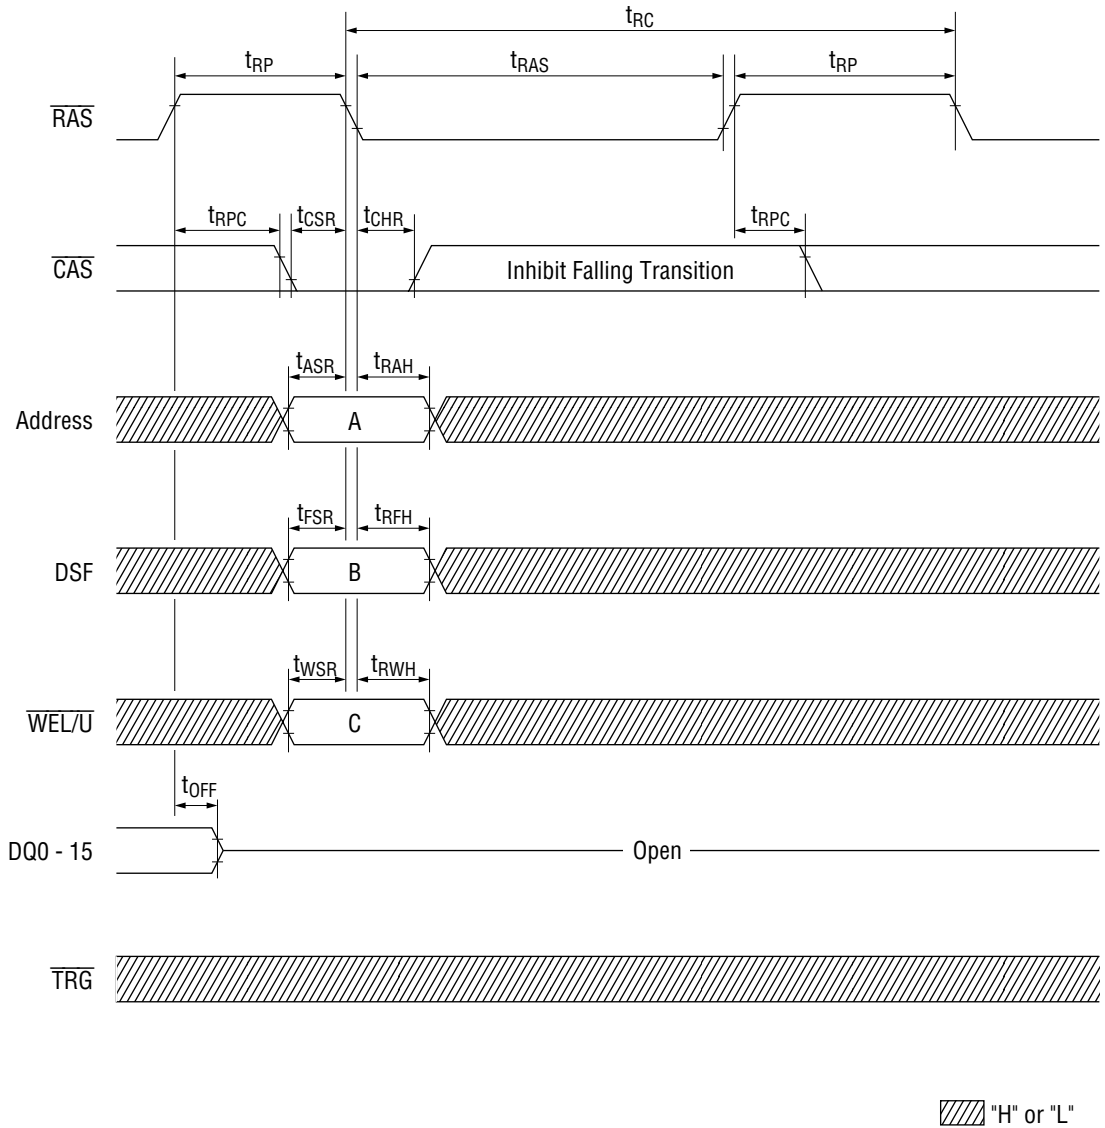 tRC
tRP tRAS tRP
RAS
tRPC tCSR tCHR tRPC
CAS Inhibit Falling Transition
tASR tRAH
Address A
tFSR tRFH
DSF B
tWSR tRWH
WEL/U C
tOFF
DQ0 - 15 Open
TRG
"H" or "L"